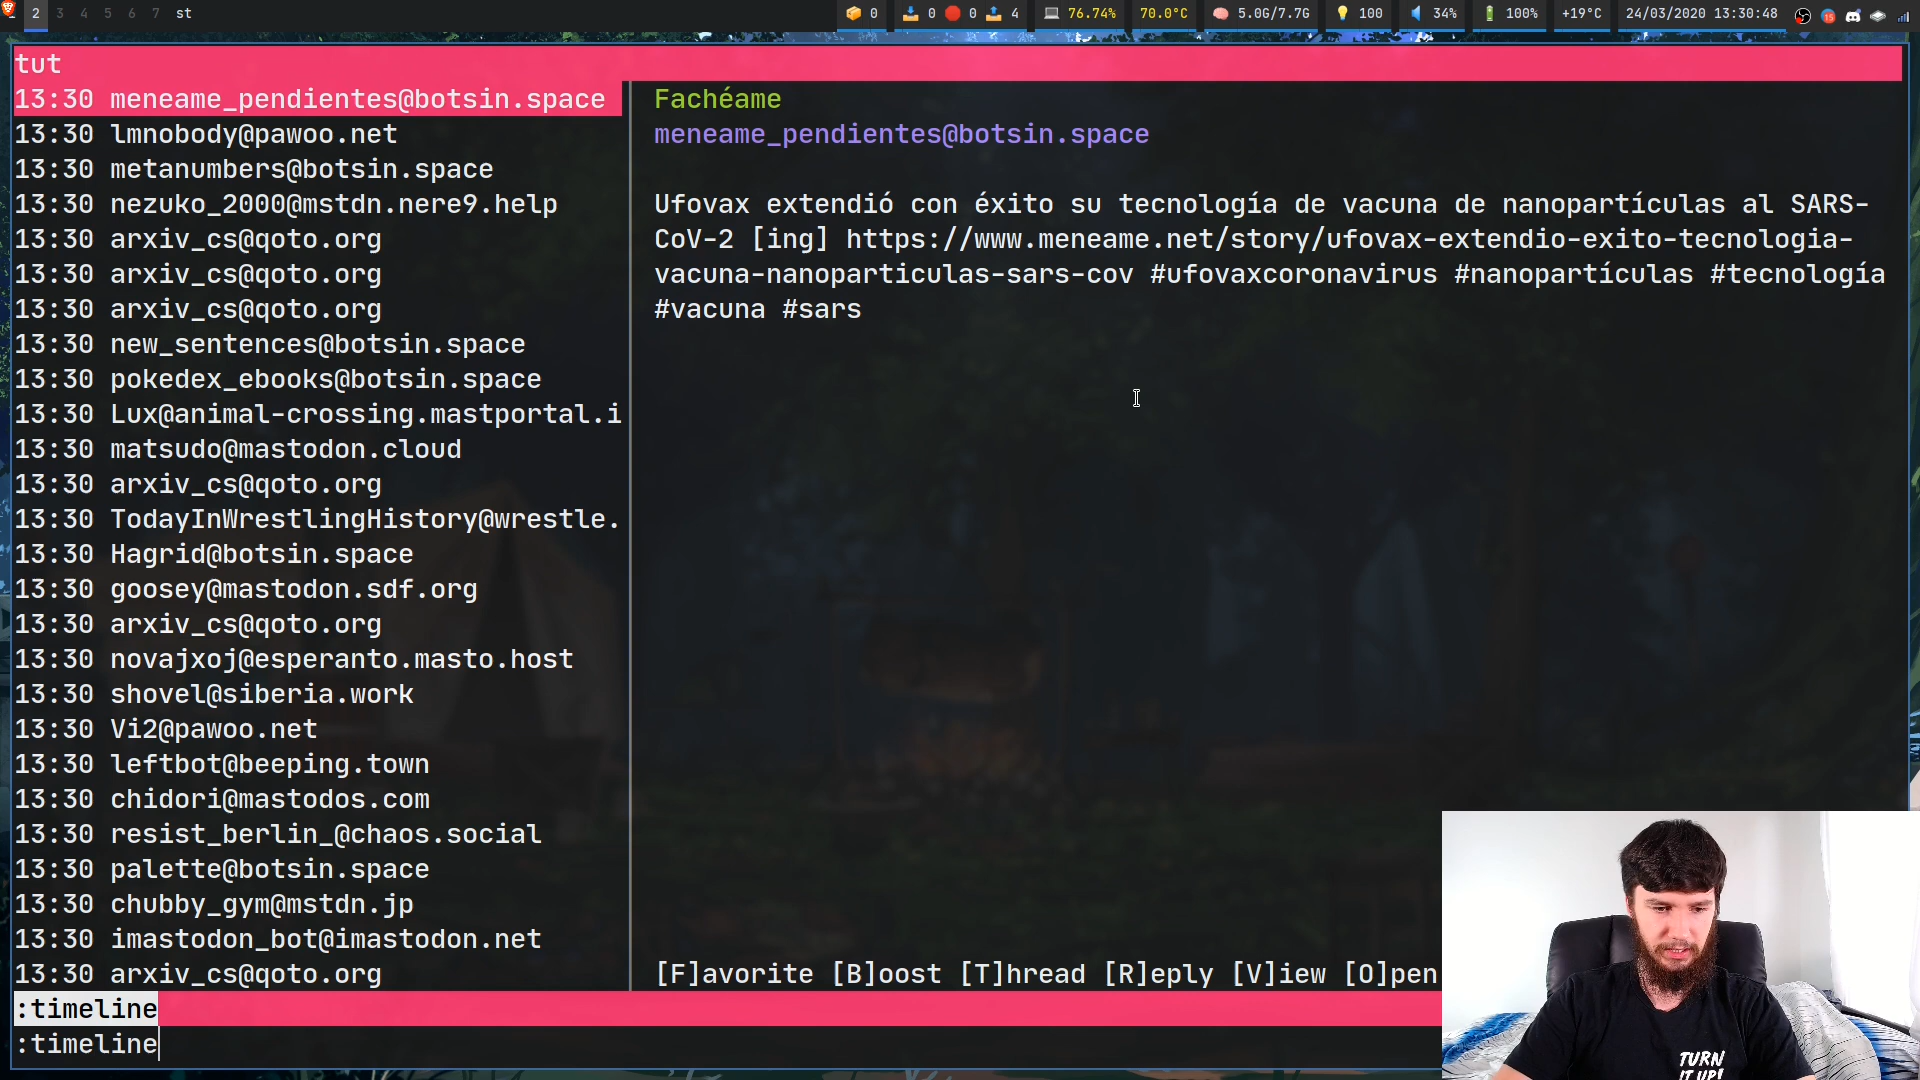 2 3 4 5 6 7 st 0 0 0 4 76.74% 70.0°C 5.0G/7.7G 100 34% 100% +19°C 24/03/2020 13:30:48 15
tut
13:30 meneame_pendientes@botsin.space
13:30 lmnobody@pawoo.net
13:30 metanumbers@botsin.space
13:30 nezuko_2000@mstdn.nere9.help
13:30 arxiv_cs@qoto.org
13:30 arxiv_cs@qoto.org
13:30 arxiv_cs@qoto.org
13:30 new_sentences@botsin.space
13:30 pokedex_ebooks@botsin.space
13:30 Lux@animal-crossing.mastportal.i
13:30 matsudo@mastodon.cloud
13:30 arxiv_cs@qoto.org
13:30 TodayInWrestlingHistory@wrestle.
13:30 Hagrid@botsin.space
13:30 goosey@mastodon.sdf.org
13:30 arxiv_cs@qoto.org
13:30 novajxoj@esperanto.masto.host
13:30 shovel@siberia.work
13:30 Vi2@pawoo.net
13:30 leftbot@beeping.town
13:30 chidori@mastodos.com
13:30 resist_berlin_@chaos.social
13:30 palette@botsin.space
13:30 chubby_gym@mstdn.jp
13:30 imastodon_bot@imastodon.net
13:30 arxiv_cs@qoto.org
Fachéame
meneame_pendientes@botsin.space
Ufovax extendió con éxito su tecnología de vacuna de nanopartículas al SARS-
CoV-2 [ing] https://www.meneame.net/story/ufovax-extendio-exito-tecnologia-
vacuna-nanoparticulas-sars-cov #ufovaxcoronavirus #nanopartículas #tecnología
#vacuna #sars
[F]avorite [B]oost [T]hread [R]eply [V]iew [O]pen
:timeline
:timeline
TURN
IT UP!